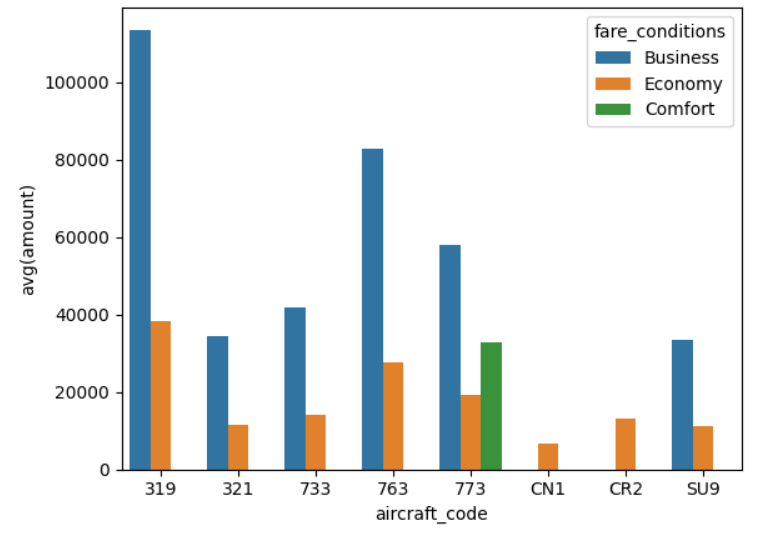 fare_conditions
Business
Economy
Comfort
avg(amount)
100000
80000
60000
40000
20000
0
319 321 733 763 773 CN1 CR2 SU9
aircraft_code